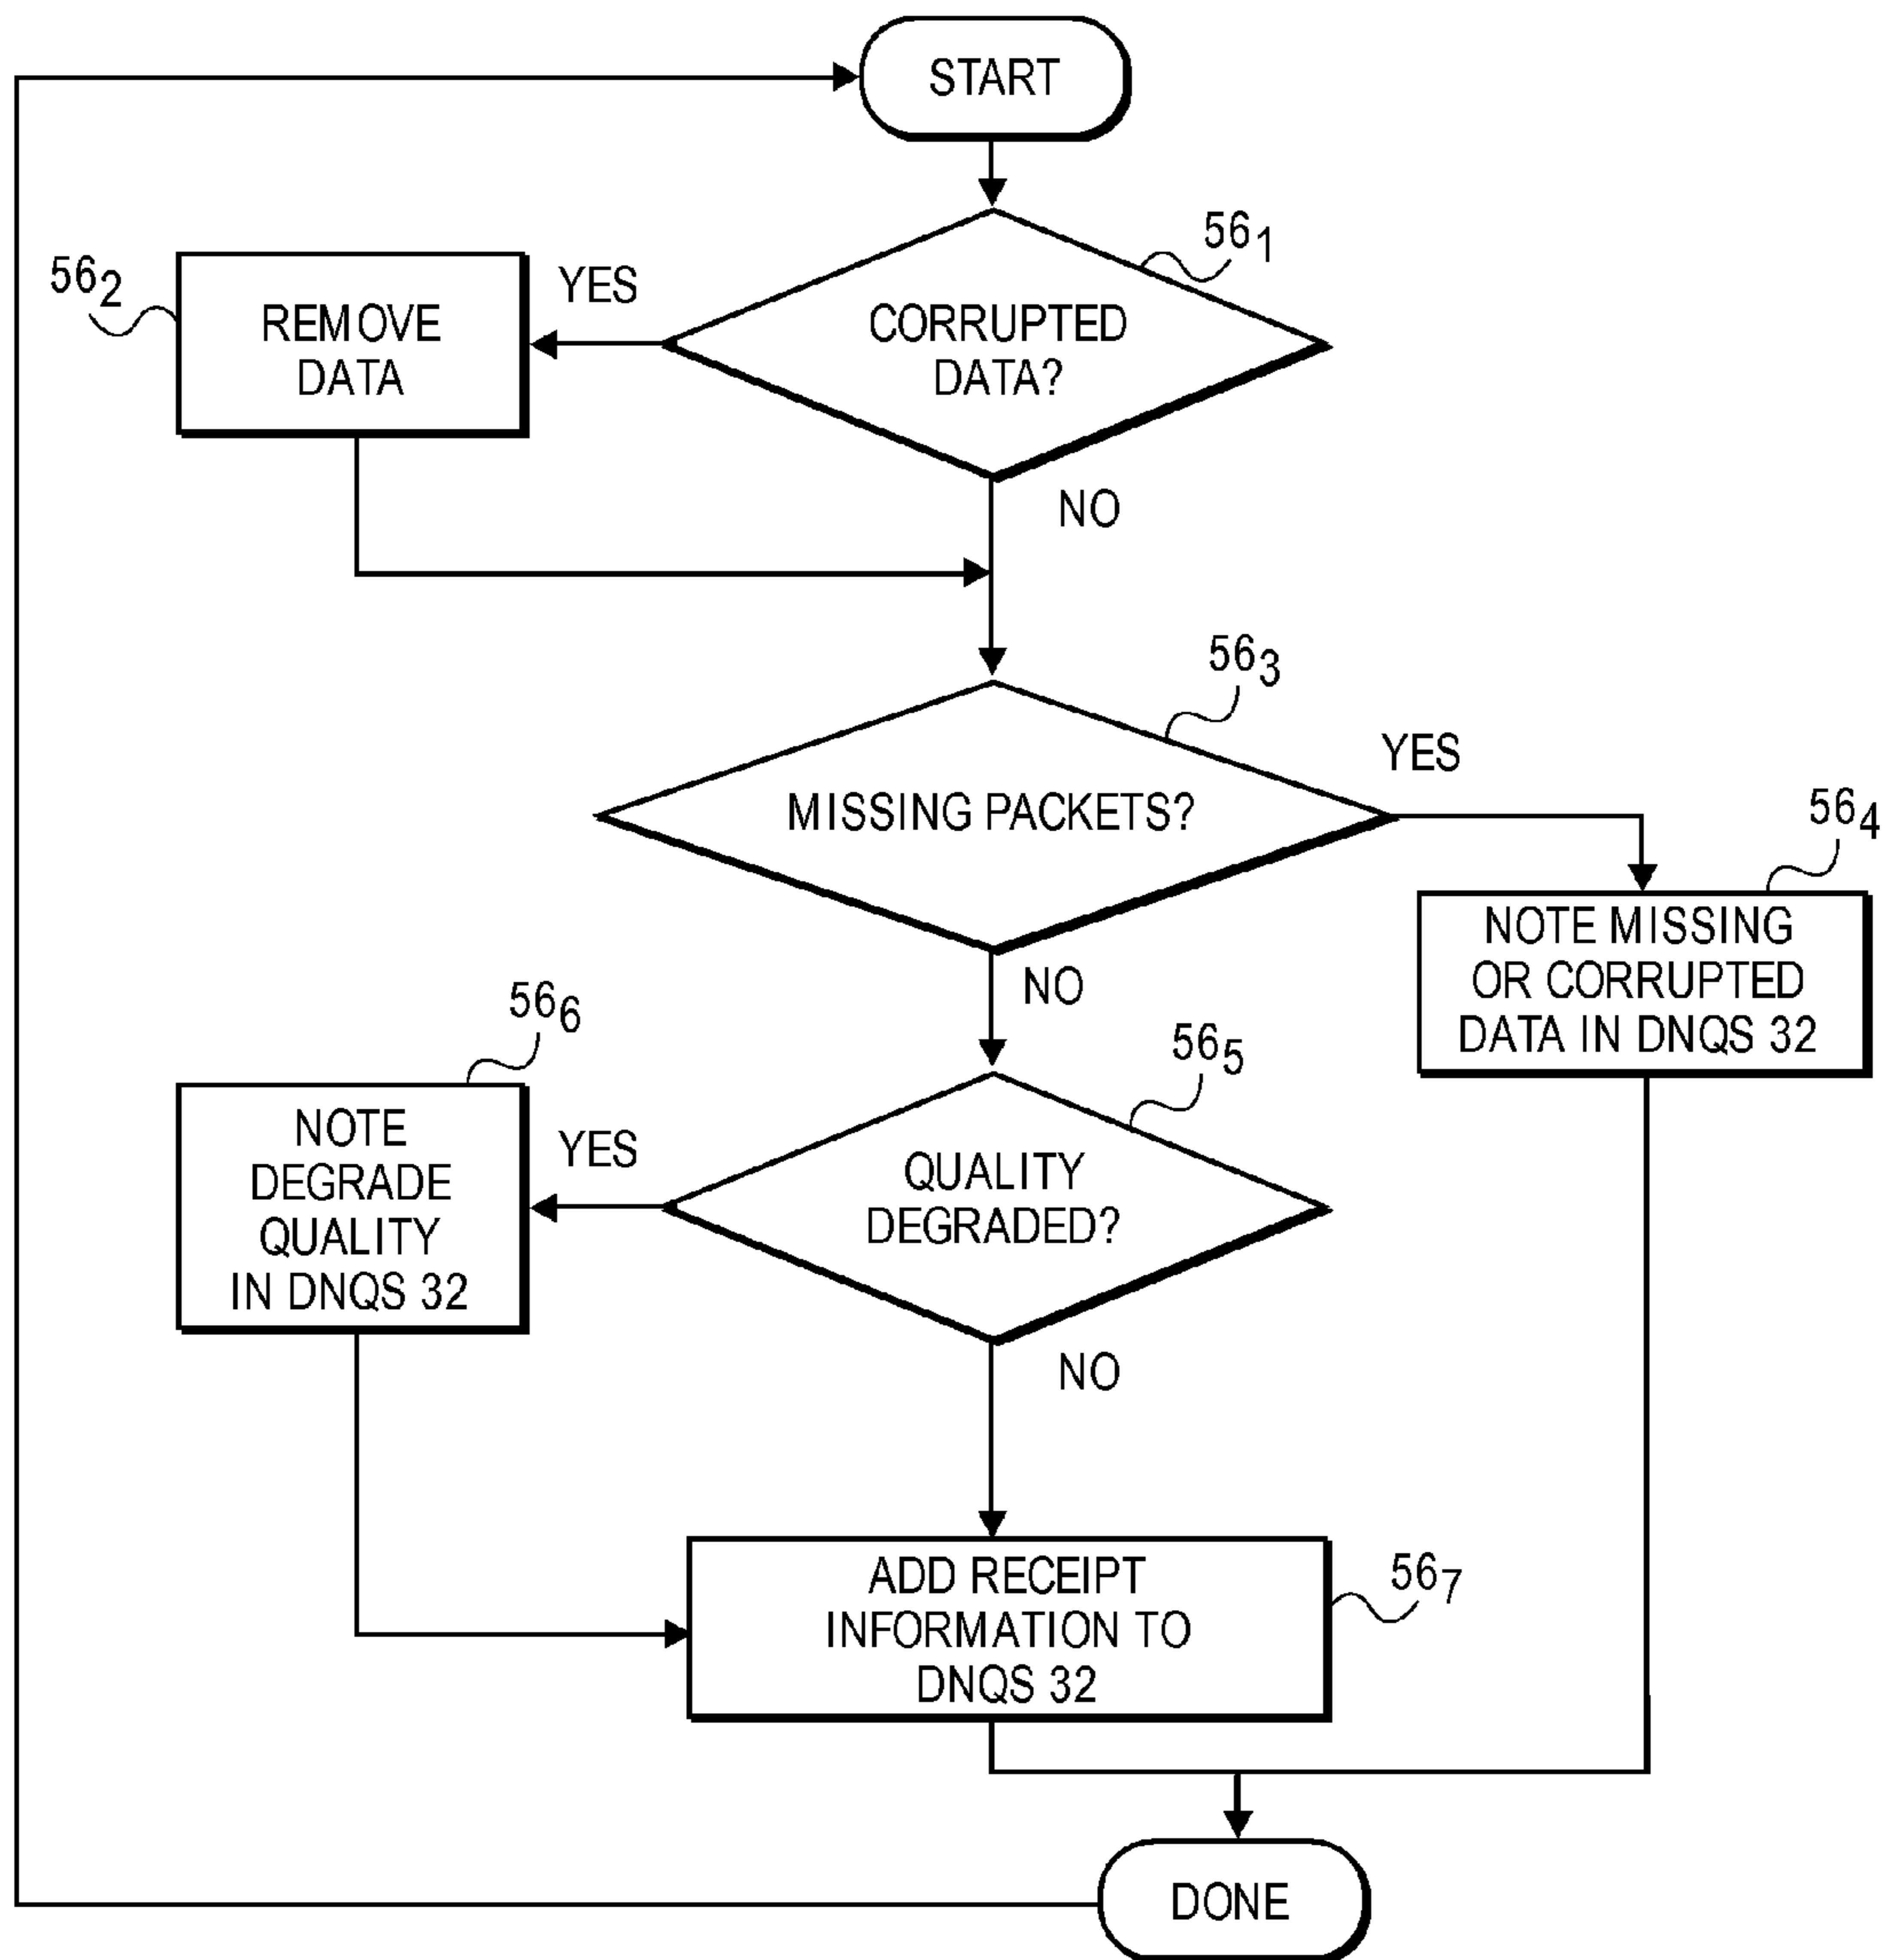 START
56₁
CORRUPTED
DATA?
YES
56₂
REMOVE
DATA
NO
56₃
MISSING PACKETS?
YES
56₄
NOTE MISSING
OR CORRUPTED
DATA IN DNQS 32
NO
56₅
QUALITY
DEGRADED?
YES
56₆
NOTE
DEGRADE
QUALITY
IN DNQS 32
NO
ADD RECEIPT
INFORMATION TO
DNQS 32
56₇
DONE